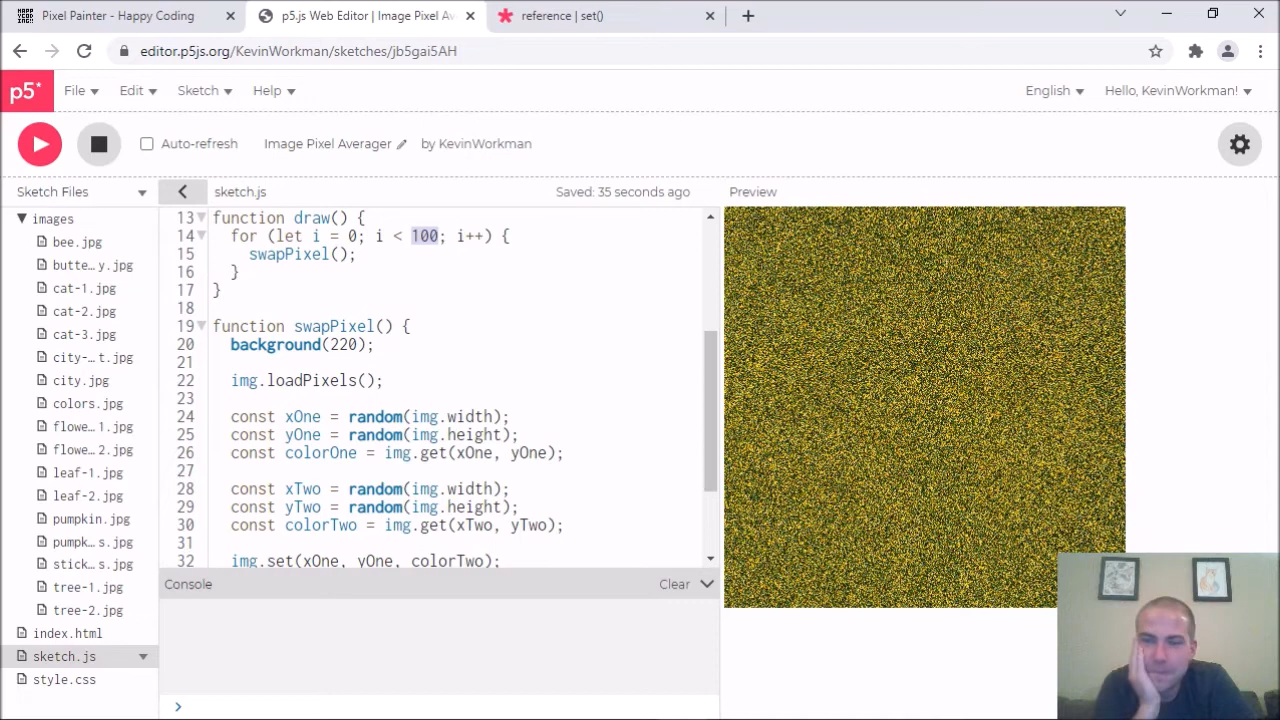 Pixel Painter - Happy Coding
p5.js Web Editor | Image Pixel Av
reference | set()
editor.p5js.org/KevinWorkman/sketches/jb5gai5AH
p5*
File
Edit
Sketch
Help
English
Hello, KevinWorkman!
Auto-refresh
Image Pixel Averager
by KevinWorkman
Sketch Files
sketch.js
Saved: 35 seconds ago
Preview
images
bee.jpg
butte…y.jpg
cat-1.jpg
cat-2.jpg
cat-3.jpg
city-…t.jpg
city.jpg
colors.jpg
flowe…1.jpg
flowe…2.jpg
leaf-1.jpg
leaf-2.jpg
pumpkin.jpg
pumpk…s.jpg
stick…s.jpg
tree-1.jpg
tree-2.jpg
index.html
sketch.js
style.css
13 function draw() {
14 for (let i = 0; i < 100; i++) {
15 swapPixel();
16 }
17 }
18
19 function swapPixel() {
20 background(220);
21
22 img.loadPixels();
23
24 const xOne = random(img.width);
25 const yOne = random(img.height);
26 const colorOne = img.get(xOne, yOne);
27
28 const xTwo = random(img.width);
29 const yTwo = random(img.height);
30 const colorTwo = img.get(xTwo, yTwo);
31
32 img.set(xOne, yOne, colorTwo);
Console
Clear
>